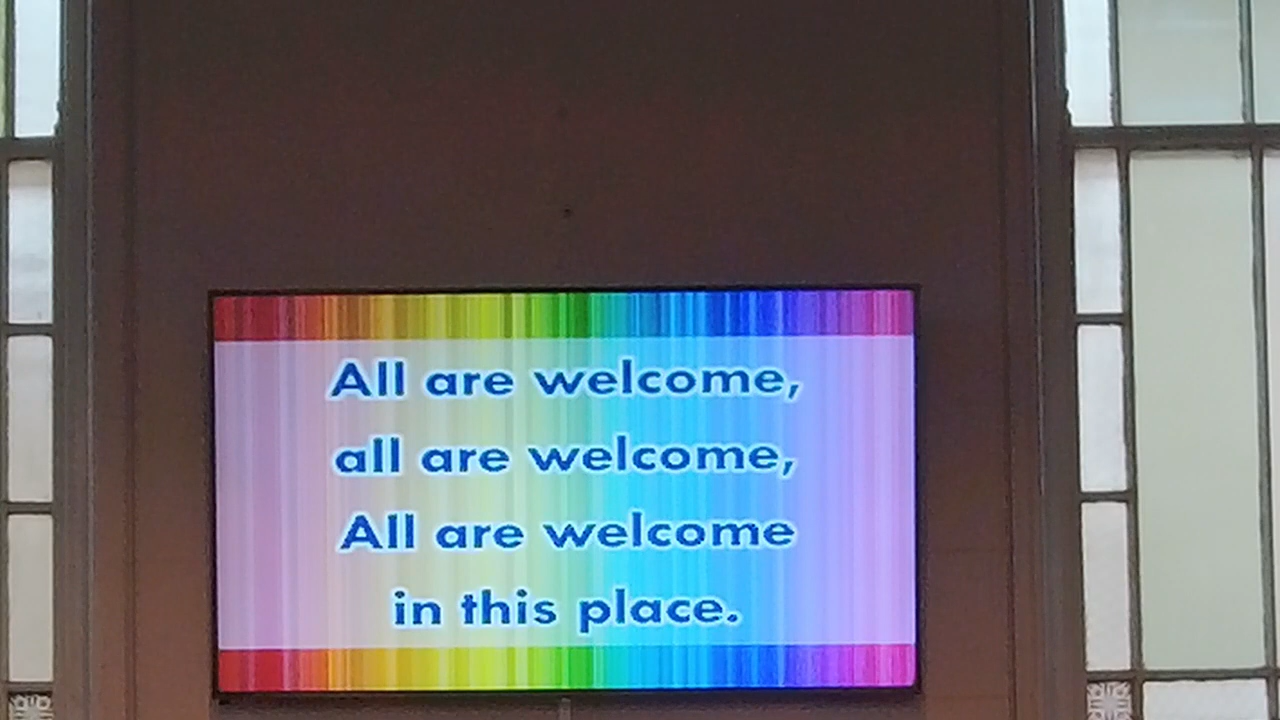 All are welcome,
all are welcome,
All are welcome
in this place.